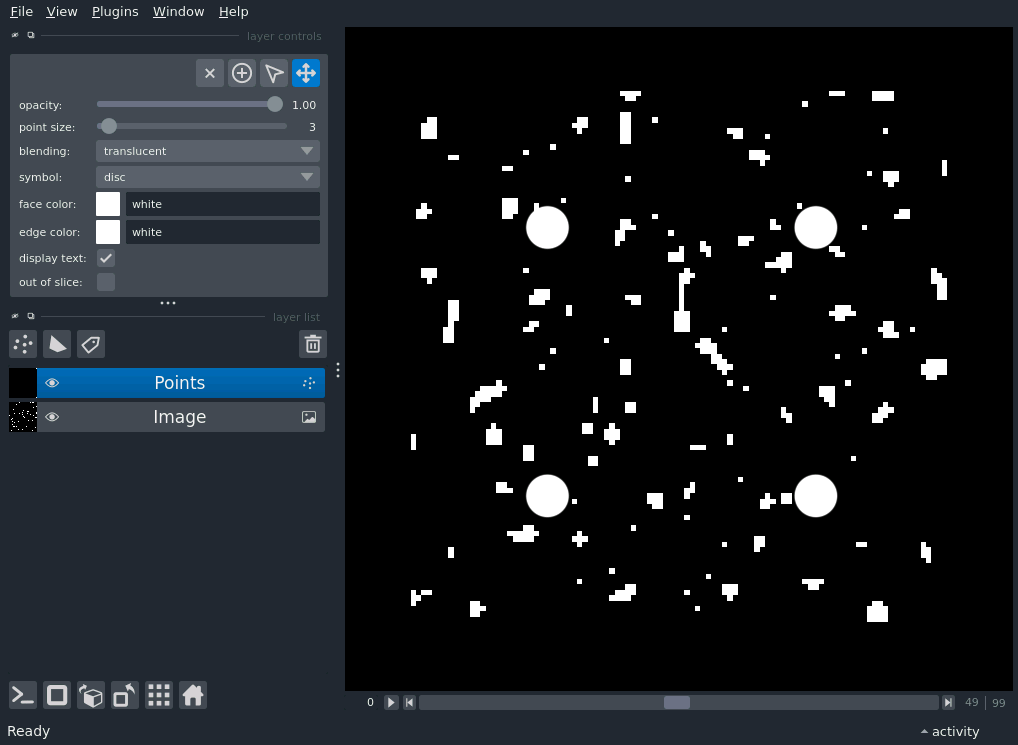 File View Plugins Window Help
layer controls
opacity: 1.00
point size: 3
blending: translucent
symbol: disc
face color: white
edge color: white
display text:
out of slice:
layer list
Points
Image
0 49 | 99
Ready activity